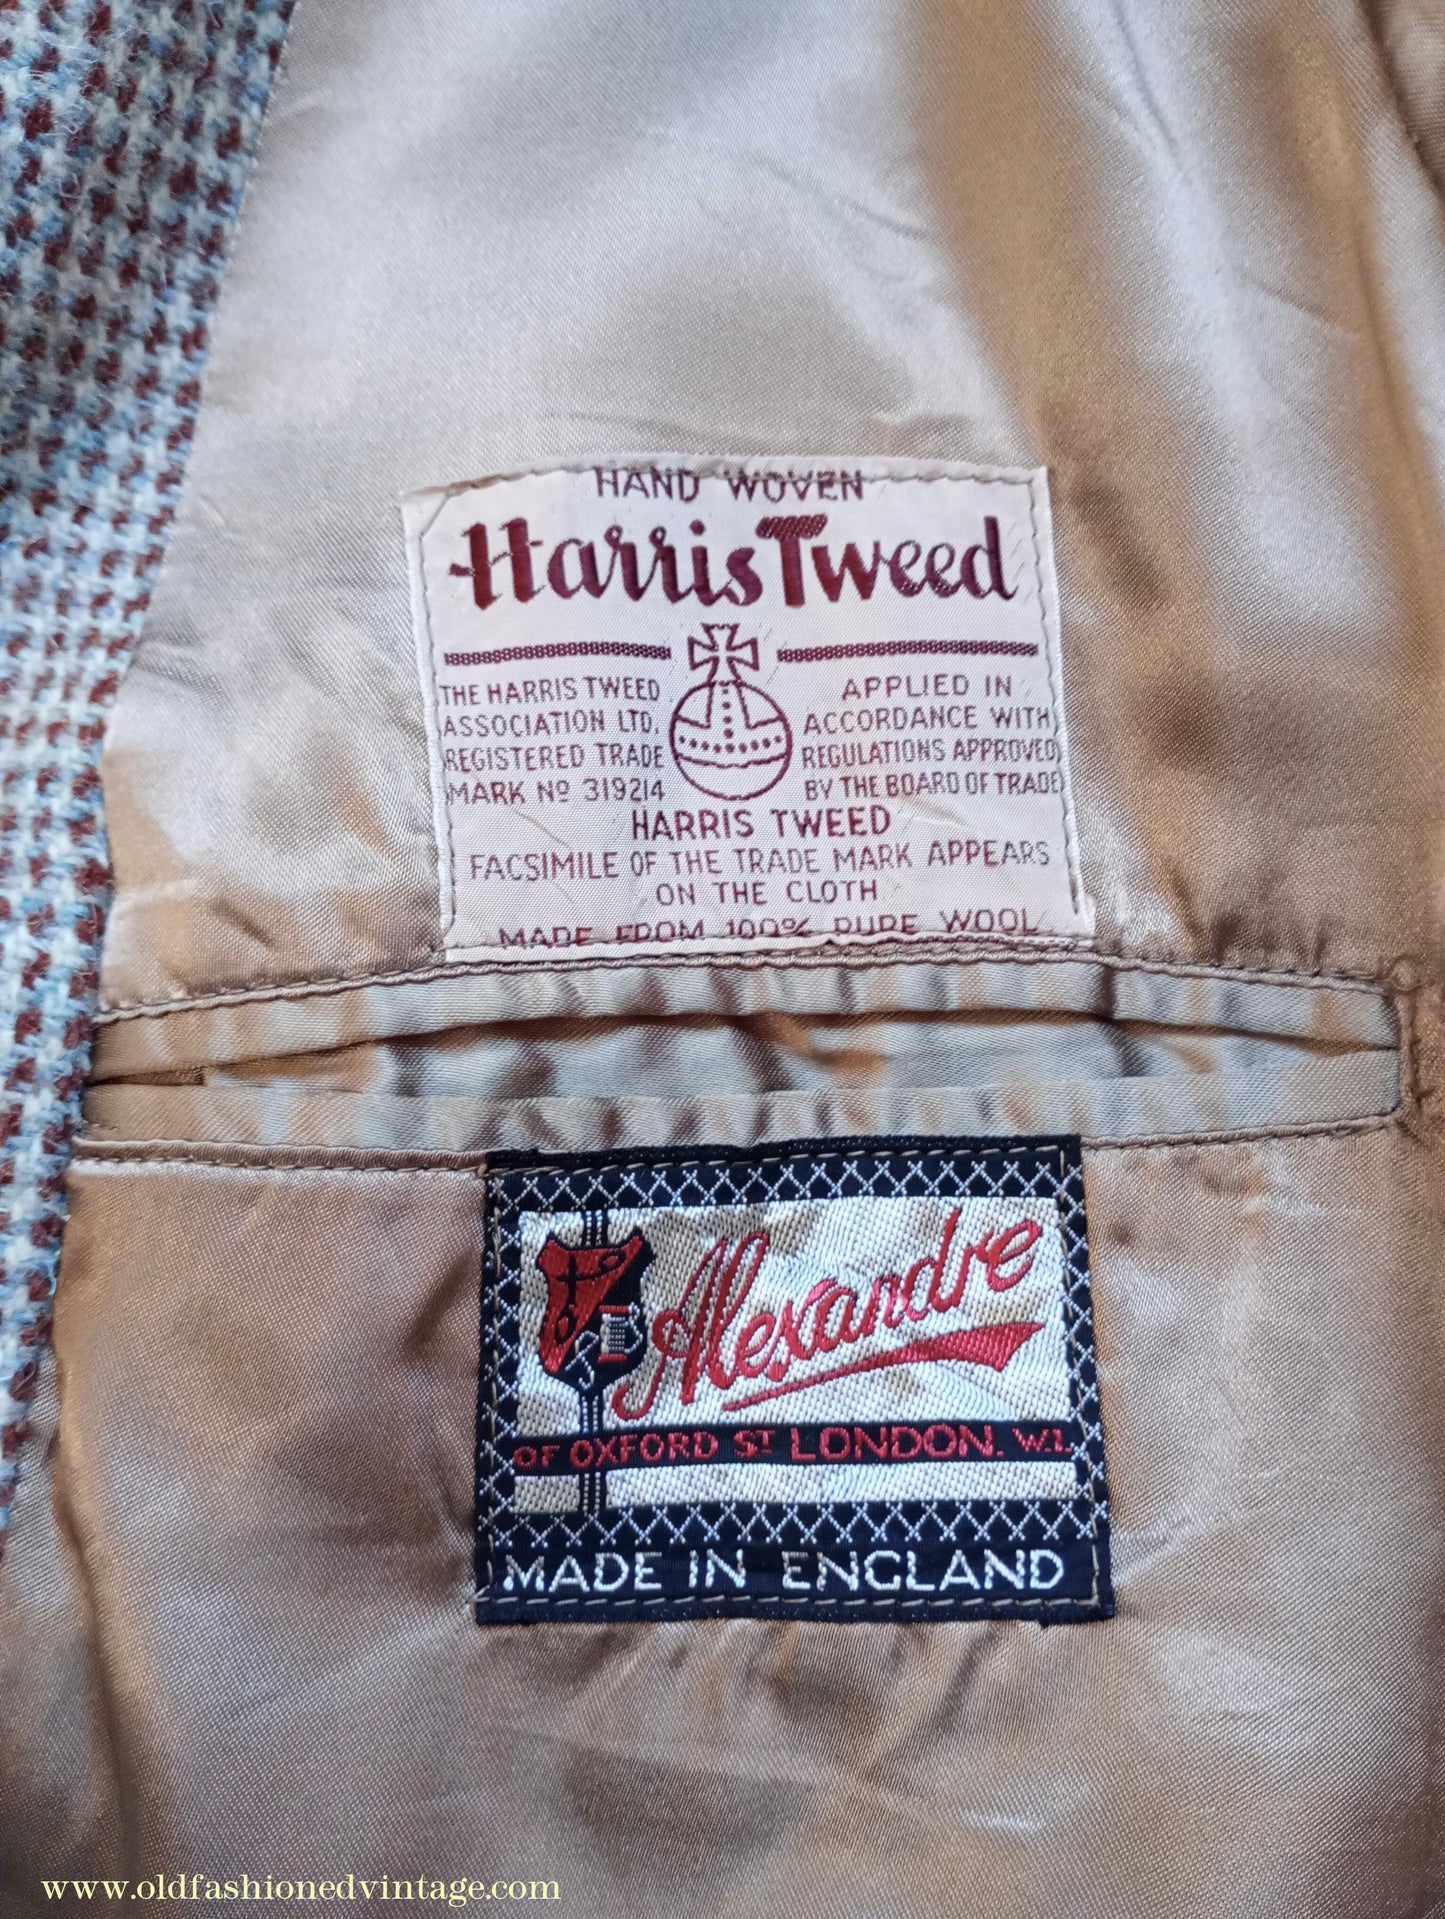 HAND WOVEN
Harris Tweed
THE HARRIS TWEED
ASSOCIATION LTD.
REGISTERED TRADE
MARK Nº 319214
APPLIED IN
ACCORDANCE WITH
REGULATIONS APPROVED
BY THE BOARD OF TRADE
HARRIS TWEED
FACSIMILE OF THE TRADE MARK APPEARS
ON THE CLOTH
MADE FROM 100% PURE WOOL
Alexandre
OF OXFORD ST LONDON. W.1.
MADE IN ENGLAND
www.oldfashionedvintage.com